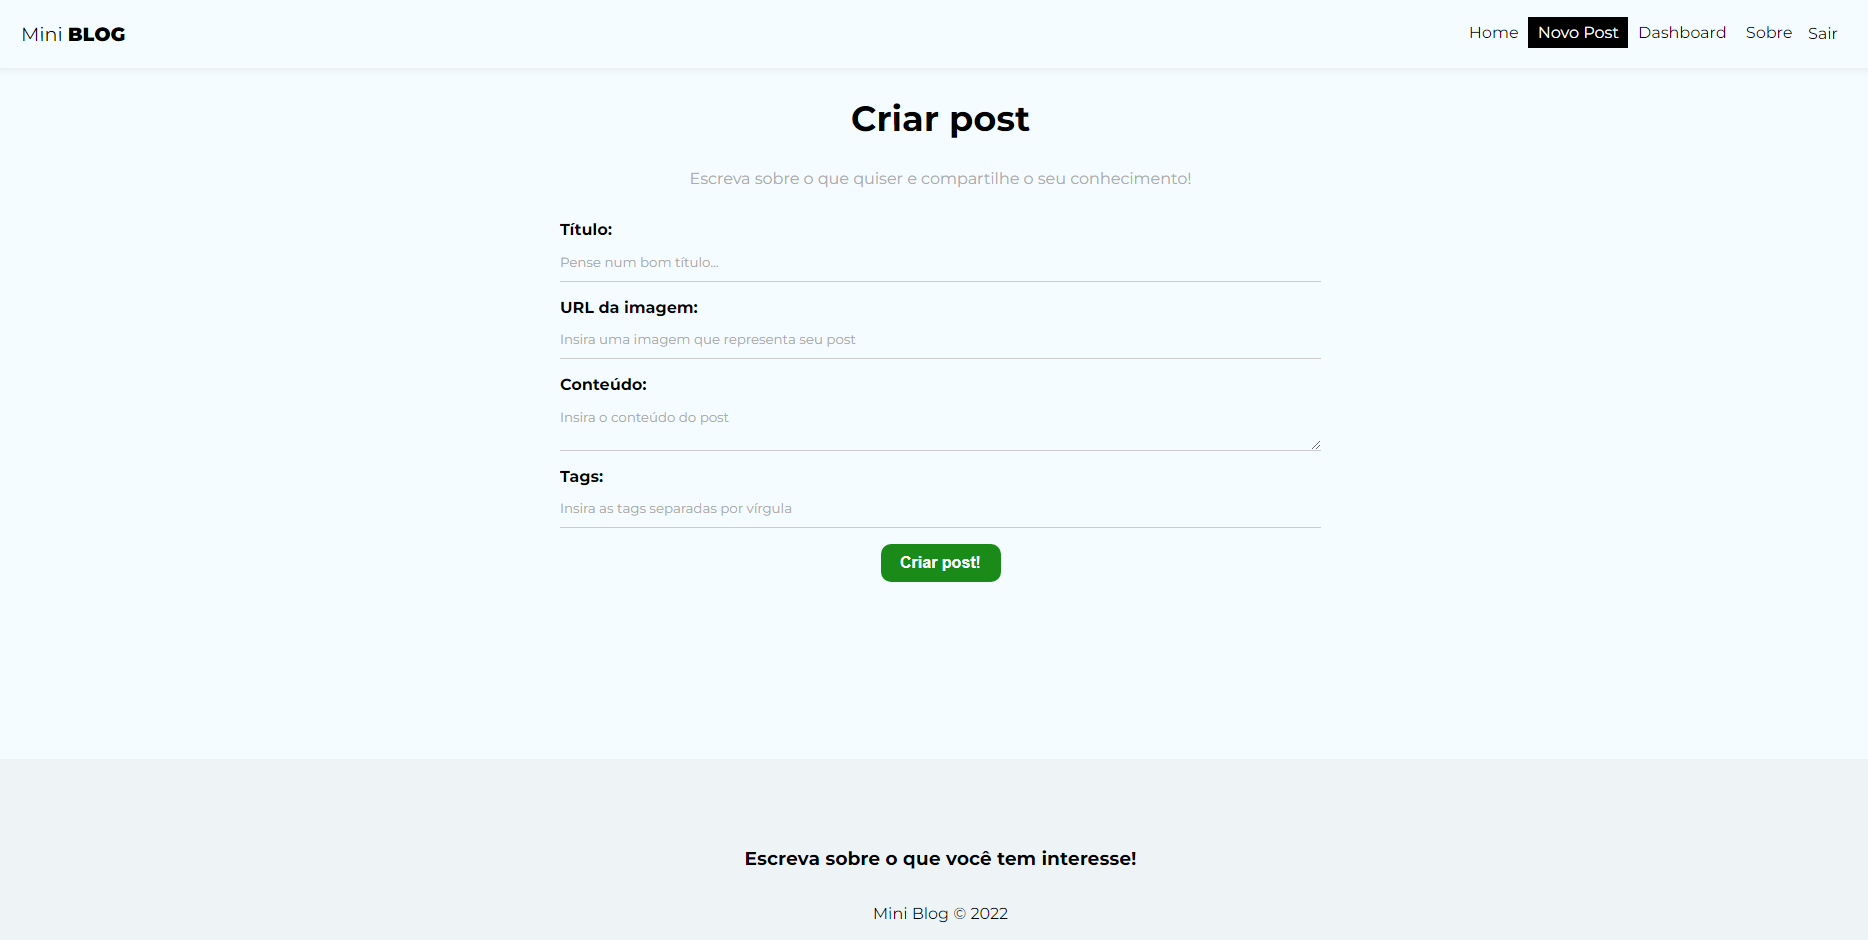 Mini BLOG
Home Novo Post Dashboard Sobre Sair
Criar post
Escreva sobre o que quiser e compartilhe o seu conhecimento!
Título:
Pense num bom título...
URL da imagem:
Insira uma imagem que representa seu post
Conteúdo:
Insira o conteúdo do post
Tags:
Insira as tags separadas por vírgula
Criar post!
Escreva sobre o que você tem interesse!
Mini Blog © 2022